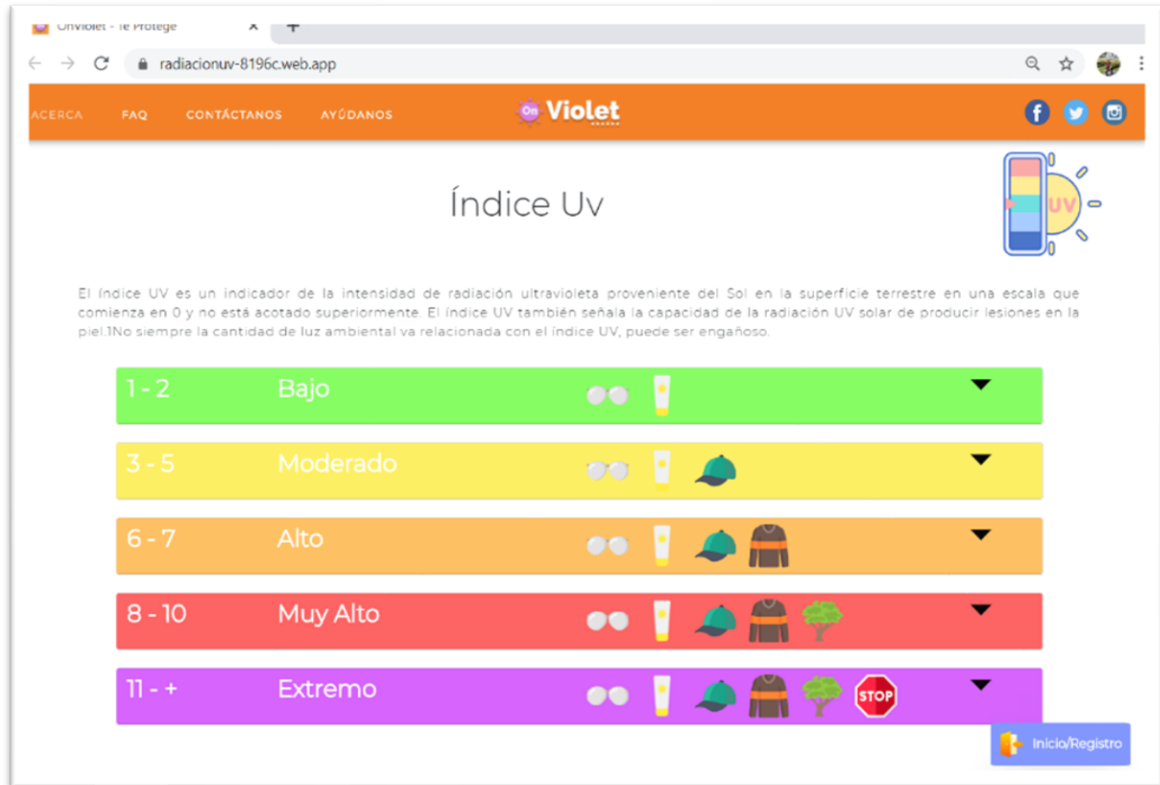 OnViolet - Te Protege
radiacionuv-8196c.web.app
ACERCA FAQ CONTÁCTANOS AYÚDANOS On Violet
Índice Uv
UV
El índice UV es un indicador de la intensidad de radiación ultravioleta proveniente del Sol en la superficie terrestre en una escala que
comienza en 0 y no está acotado superiormente. El índice UV también señala la capacidad de la radiación UV solar de producir lesiones en la
piel.1No siempre la cantidad de luz ambiental va relacionada con el índice UV, puede ser engañoso.
1 - 2 Bajo
3 - 5 Moderado
6 - 7 Alto
8 - 10 Muy Alto
11 - + Extremo
STOP
Inicio/Registro